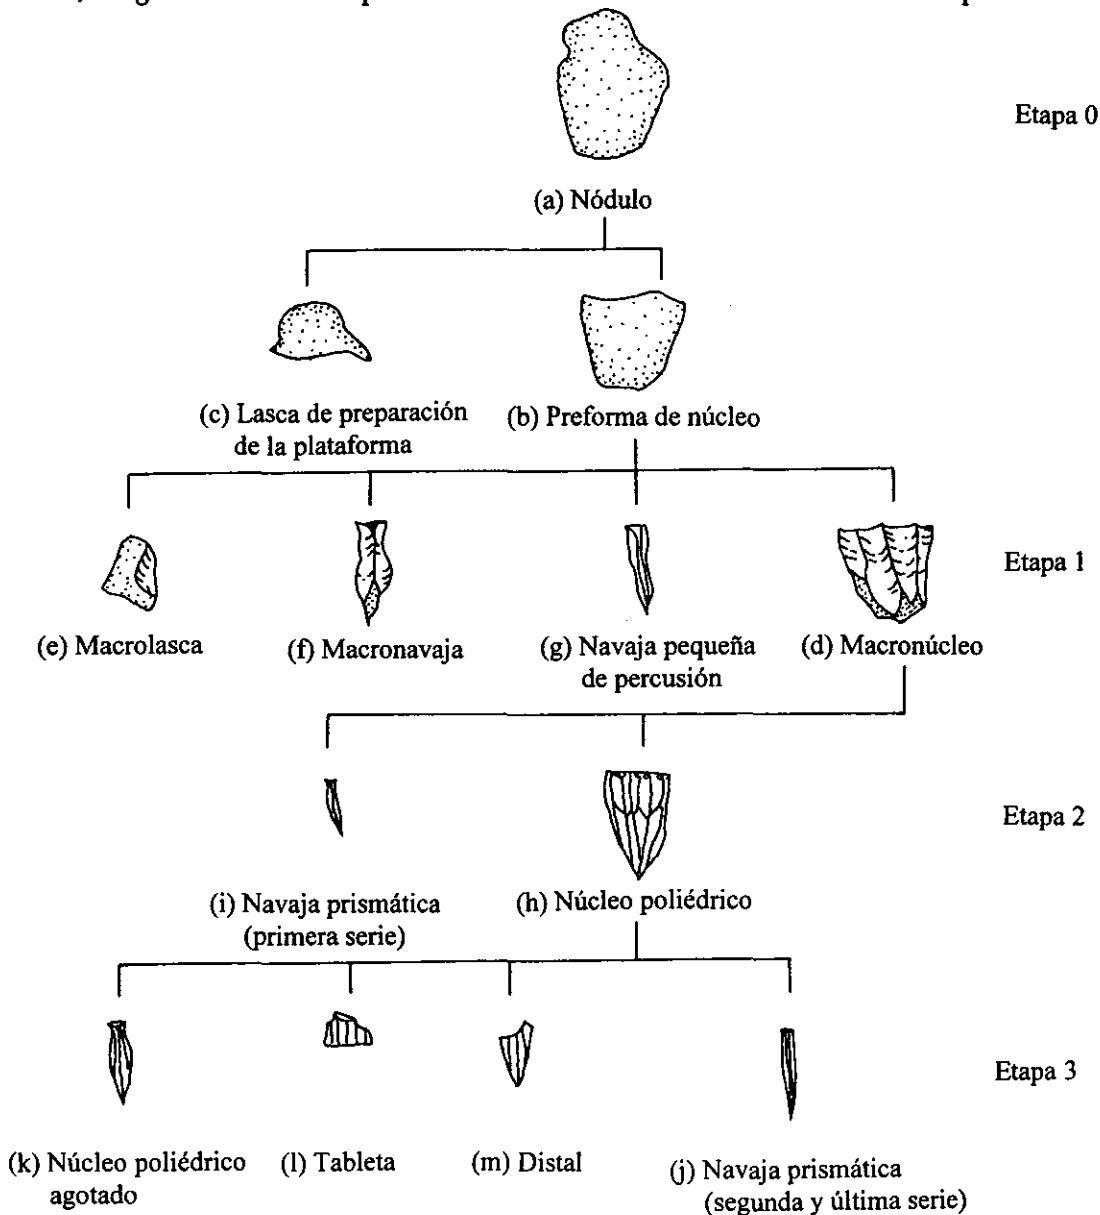 Etapa 0
(a) Nódulo
(c) Lasca de preparación
de la plataforma
(b) Preforma de núcleo
Etapa 1
(e) Macrolasca
(f) Macronavaja
(g) Navaja pequeña
de percusión
(d) Macronúcleo
Etapa 2
(i) Navaja prismática
(primera serie)
(h) Núcleo poliédrico
Etapa 3
(k) Núcleo poliédrico
agotado
(l) Tableta
(m) Distal
(j) Navaja prismática
(segunda y última serie)